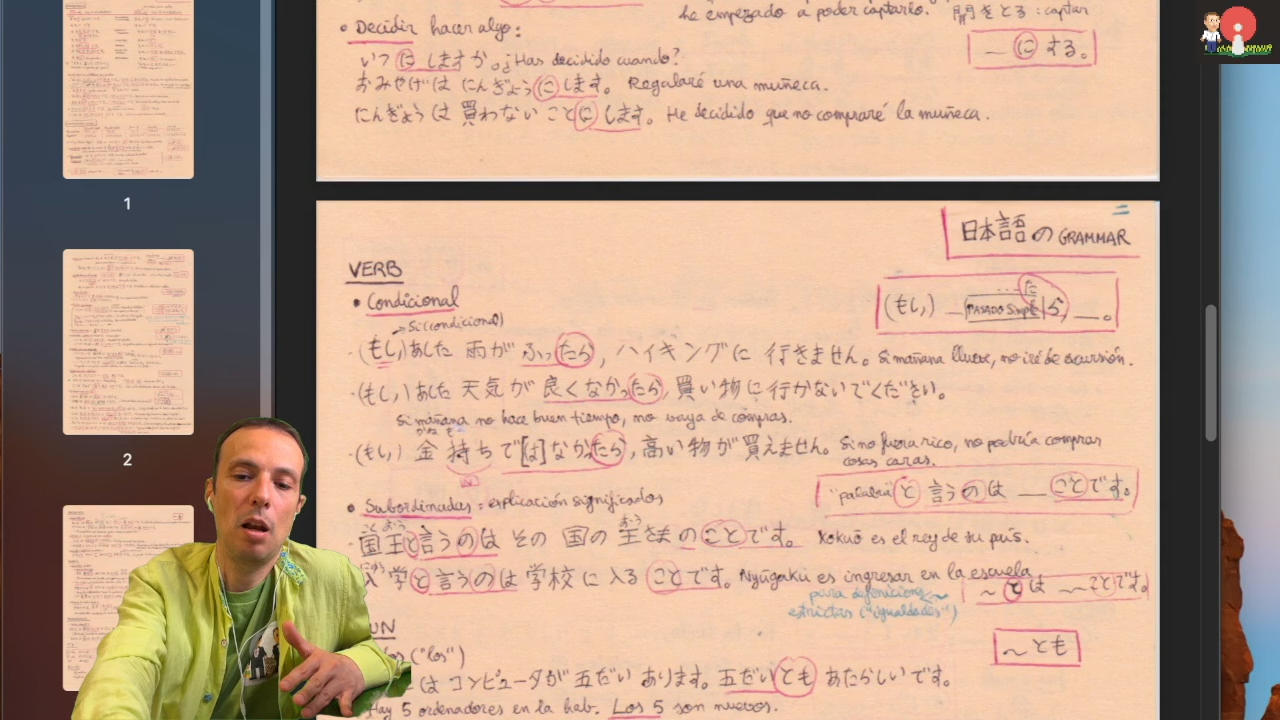 he empezado a poder captarlo. 聞をとる: captar
• Decidir hacer algo:
— にする。
いつ にしますか。¿Has decidido cuando?
おみやげは にんぎょうにします。 Regalaré una muñeca.
にんぎょうは 買わない ことにします。 He decidido que no compraré la muñeca.
1
日本語の GRAMMAR
VERB
• Condicional
(もし,) — PASADO Simple ...た|ら, —。
→ Si (condicional)
·(もし,)あした 雨が ふったら, ハイキングに 行きません。 Si mañana llueve, no iré de excursión.
·(もし,)あした 天気が 良くなかったら, 買い物に行かないでください。
Si mañana no hace buen tiempo, no vaya de compras.
2
·(もし,) 金持ちで[は]なかったら, 高い物が買えません。 Si no fuera rico, no podría comprar
cosas caras.
"palabra"と 言うのは — ことです。
• Subordinadas: explicación significados
国王と言うのは その 国の 王さまのことです。 Kokuō es el rey de su país.
入学と言うのは学校に入ることです。 Nyūgaku es ingresar en la escuela
~とは ~ことです。
para definiciones
estrictas ("igualdades")
~とも
UN
("los")
は コンピュータが 五だい あります。五だいとも あたらしいです。
Hay 5 ordenadores en la hab. Los 5 son nuevos.